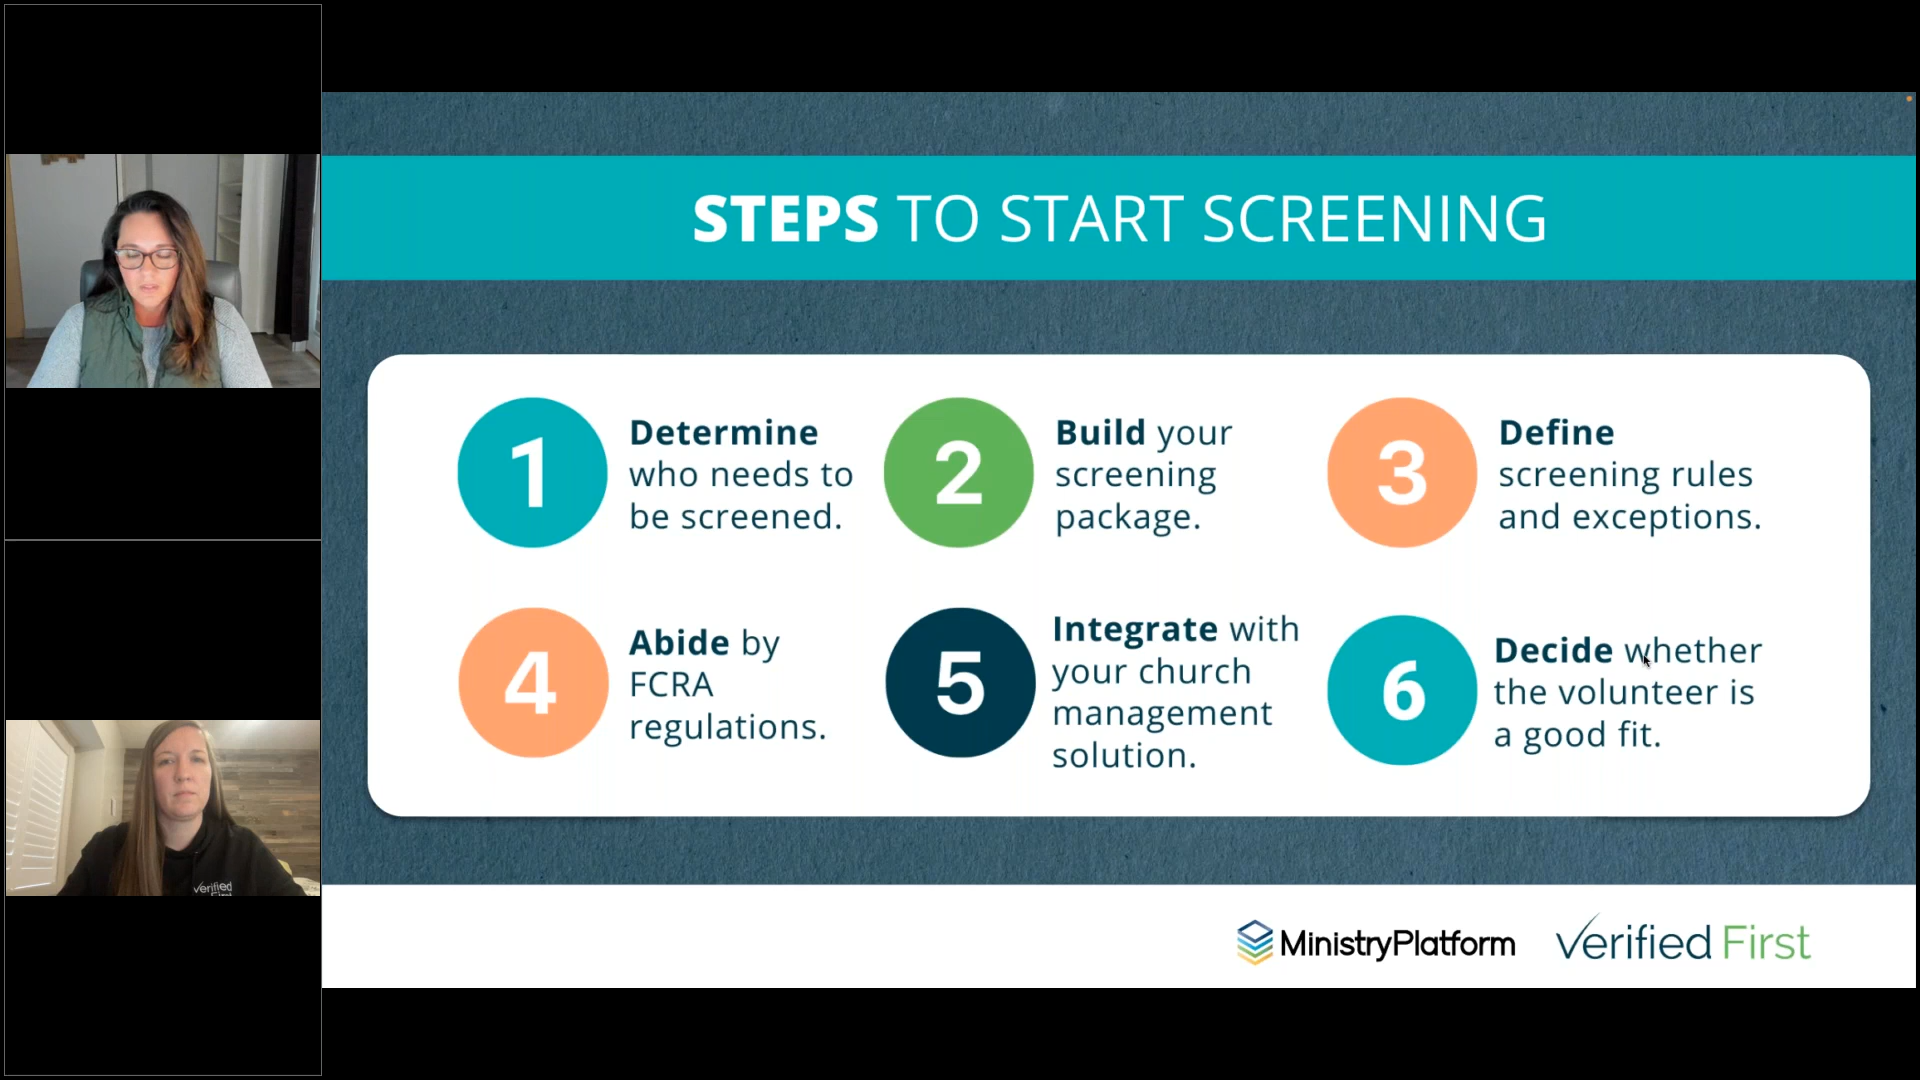 STEPS TO START SCREENING
1
Determine
who needs to
be screened.
2
Build your
screening
package.
3
Define
screening rules
and exceptions.
4
Abide by
FCRA
regulations.
5
Integrate with
your church
management
solution.
6
Decide whether
the volunteer is
a good fit.
verified
MinistryPlatform
Verified First